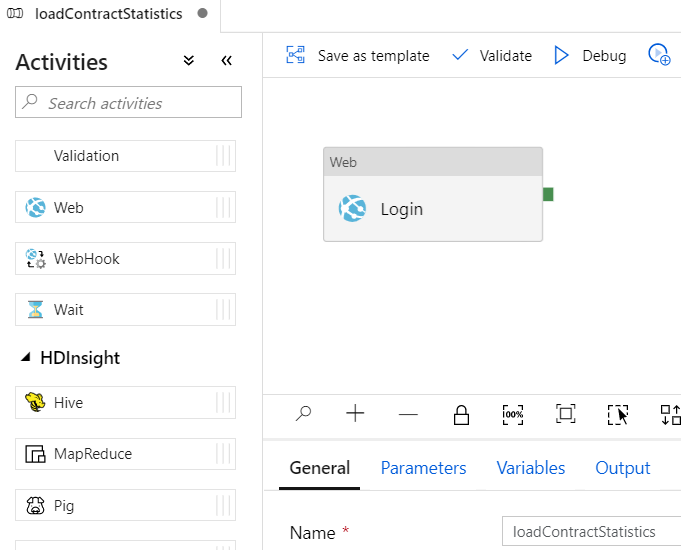 loadContractStatistics
Activities
Search activities
Validation
Web
WebHook
Wait
HDInsight
Hive
MapReduce
Pig
Save as template
Validate
Debug
Web
Login
100%
General
Parameters
Variables
Output
Name *
loadContractStatistics